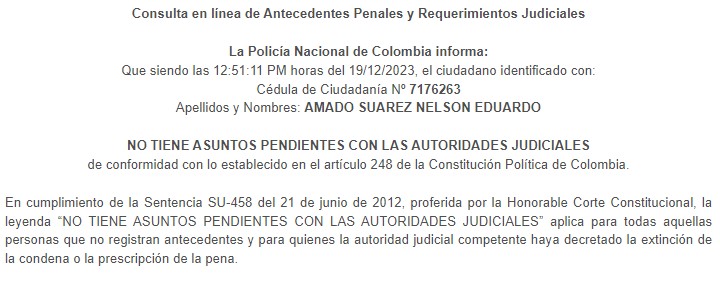 Consulta en línea de Antecedentes Penales y Requerimientos Judiciales
La Policía Nacional de Colombia informa:
Que siendo las 12:51:11 PM horas del 19/12/2023, el ciudadano identificado con:
Cédula de Ciudadanía Nº 7176263
Apellidos y Nombres: AMADO SUAREZ NELSON EDUARDO
NO TIENE ASUNTOS PENDIENTES CON LAS AUTORIDADES JUDICIALES
de conformidad con lo establecido en el artículo 248 de la Constitución Política de Colombia.
En cumplimiento de la Sentencia SU-458 del 21 de junio de 2012, proferida por la Honorable Corte Constitucional, la
leyenda “NO TIENE ASUNTOS PENDIENTES CON LAS AUTORIDADES JUDICIALES” aplica para todas aquellas
personas que no registran antecedentes y para quienes la autoridad judicial competente haya decretado la extinción de
la condena o la prescripción de la pena.